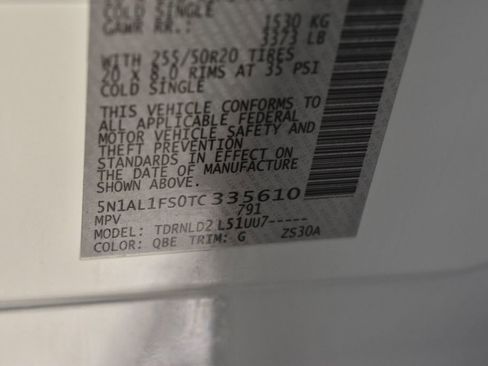 COLD SINGLE
GAWR RR.: 1530 KG
3373 LB
WITH 255/50R20 TIRES
20 x 8.0 RIMS AT 35 PSI
COLD SINGLE
THIS VEHICLE CONFORMS TO
ALL APPLICABLE FEDERAL
MOTOR VEHICLE SAFETY AND
THEFT PREVENTION
STANDARDS IN EFFECT ON
THE DATE OF MANUFACTURE
SHOWN ABOVE.
5N1AL1FS0TC335610
MPV 791
MODEL: TDRNLD2 L51UU7-----
COLOR: QBE TRIM: G ZS30A